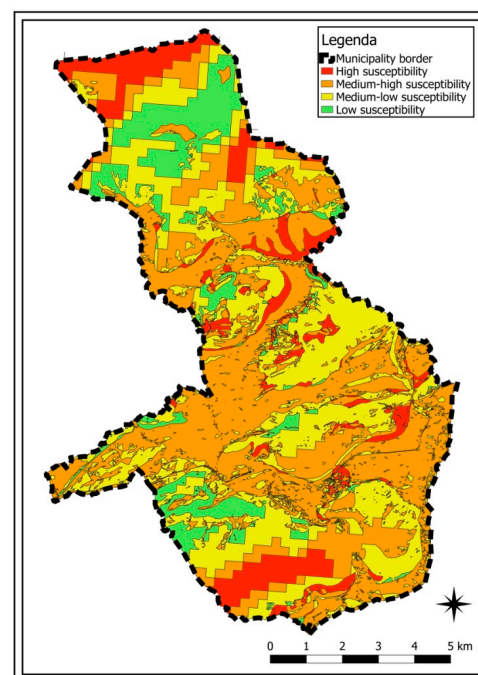 Legenda
Municipality border
High susceptibility
Medium-high susceptibility
Medium-low susceptibility
Low susceptibility
0 1 2 3 4 5 km